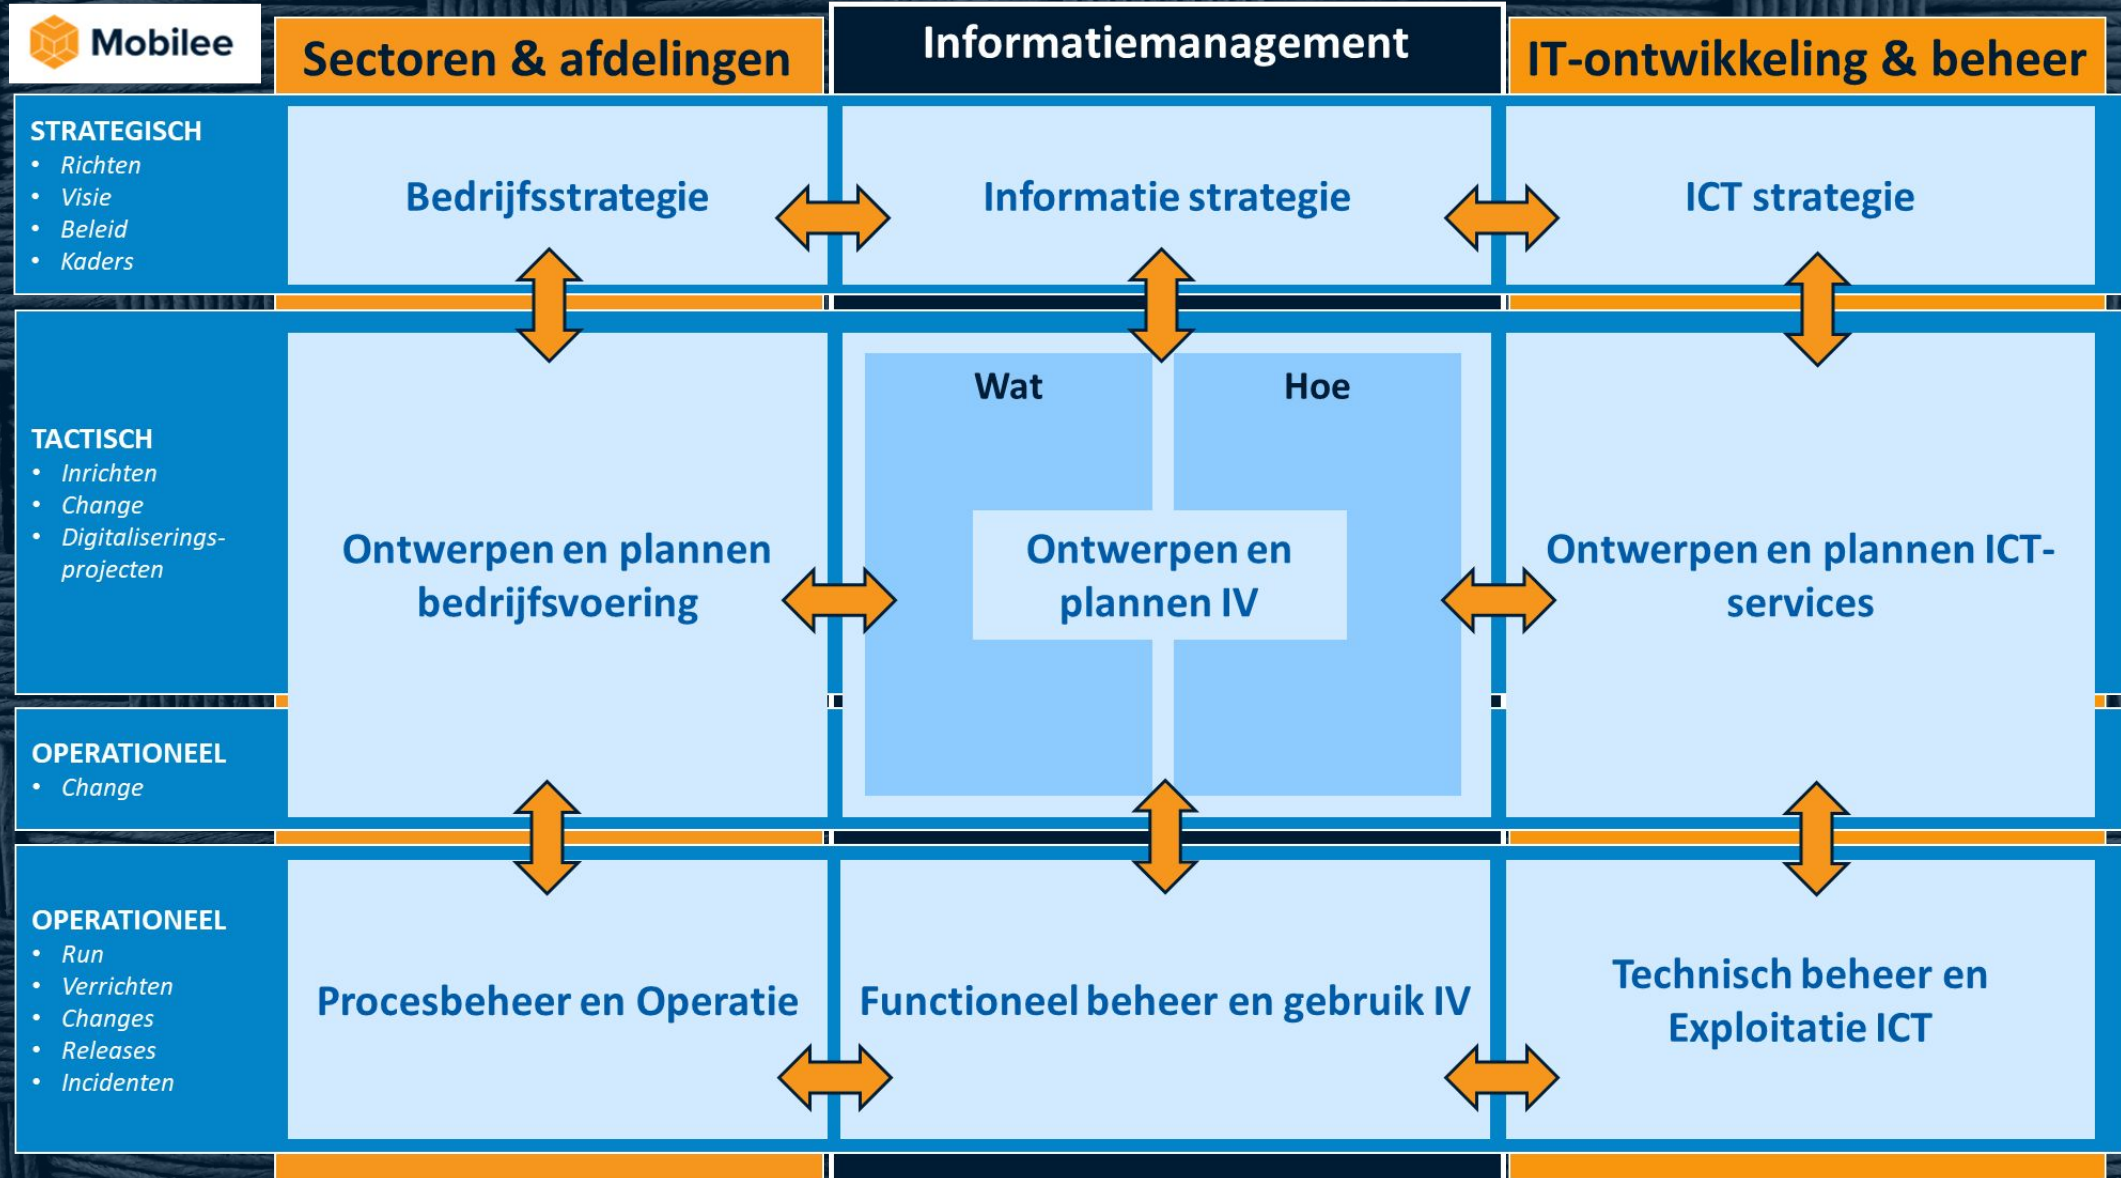 Mobilee
Sectoren & afdelingen
Informatiemanagement
IT-ontwikkeling & beheer
STRATEGISCH
• Richten
• Visie
• Beleid
• Kaders
Bedrijfsstrategie
Informatie strategie
ICT strategie
TACTISCH
• Inrichten
• Change
• Digitaliserings-
projecten
Ontwerpen en plannen
bedrijfsvoering
Wat
Hoe
Ontwerpen en
plannen IV
Ontwerpen en plannen ICT-
services
OPERATIONEEL
• Change
OPERATIONEEL
• Run
• Verrichten
• Changes
• Releases
• Incidenten
Procesbeheer en Operatie
Functioneel beheer en gebruik IV
Technisch beheer en
Exploitatie ICT